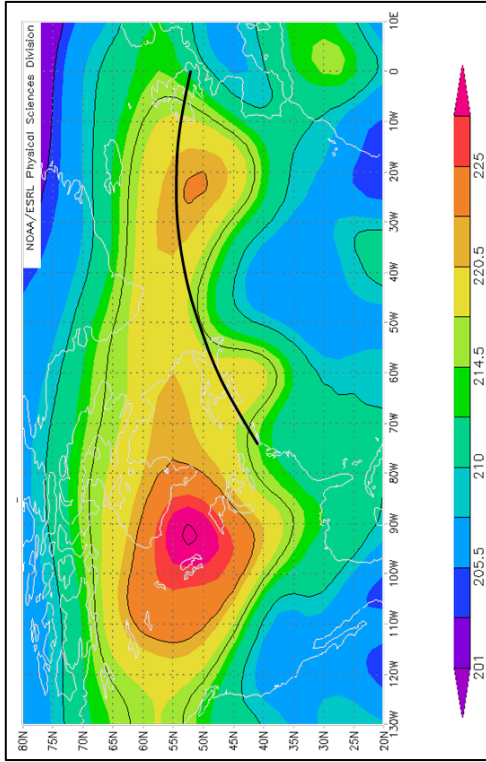 NOAA/ESRL Physical Sciences Division
80N
75N
70N
65N
60N
55N
50N
45N
40N
35N
30N
25N
20N
130W 120W 110W 100W 90W 80W 70W 60W 50W 40W 30W 20W 10W 0 10E
201 205.5 210 214.5 220.5 225